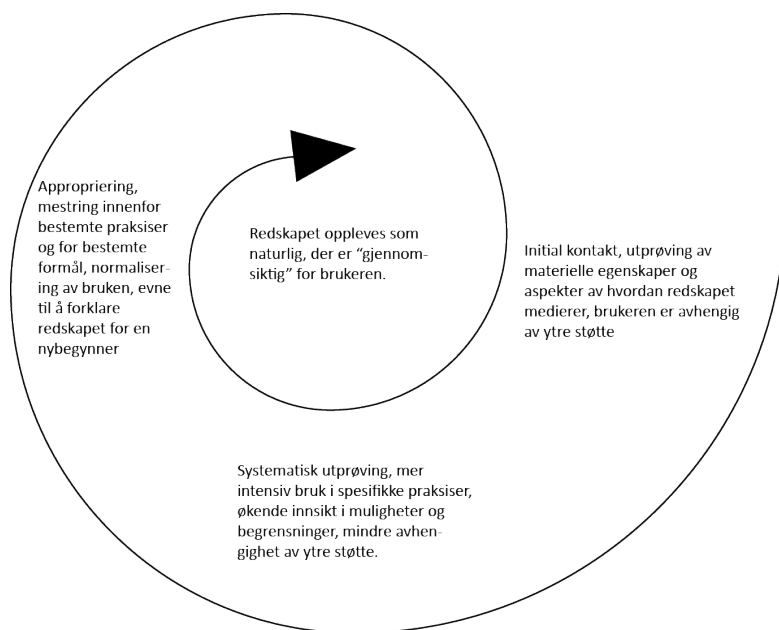 Appropriering,
mestring innenfor
bestemte praksiser
og for bestemte
formål, normaliser-
ing av bruken, evne
til å forklare
redskapet for en
nybegynner
Redskapet oppleves som
naturlig, der er “gjennom-
siktig” for brukeren.
Initial kontakt, utprøving av
materielle egenskaper og
aspekter av hvordan redskapet
medierer, brukeren er avhengig
av ytre støtte
Systematisk utprøving, mer
intensiv bruk i spesifikke praksiser,
økende innsikt i muligheter og
begrensninger, mindre avhen-
gighet av ytre støtte.